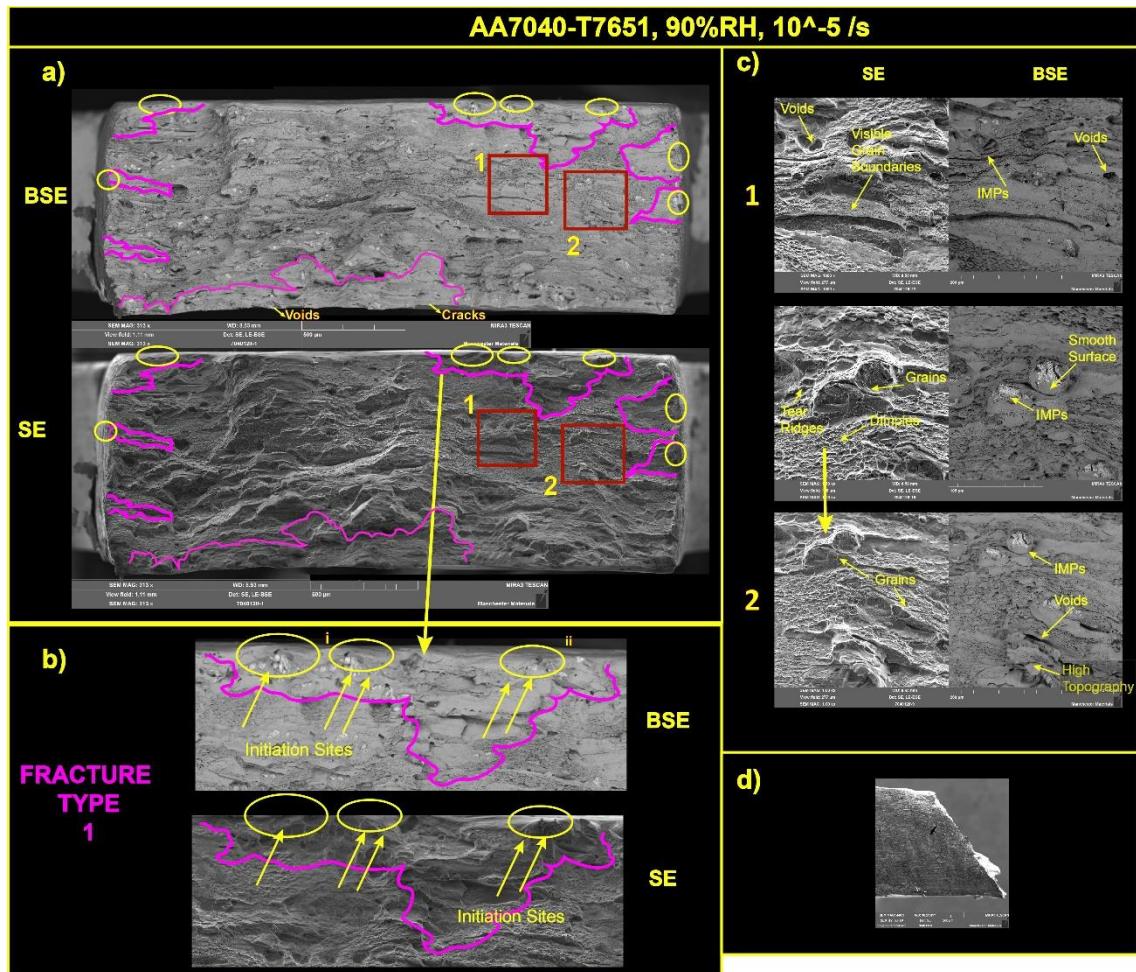 AA7040-T7651, 90%RH, 10^-5 /s
a)
BSE
1
2
Voids
Cracks
SEM MAG: 313 x
WD: 8.53 mm
MIRA3 TESCAN
View field: 1.11 mm
Det: SE, LE-BSE
500 µm
SE
1
2
SEM MAG: 313 x
WD: 8.53 mm
MIRA3 TESCAN
View field: 1.11 mm
Det: SE, LE-BSE
500 µm
b)
i
ii
Initiation Sites
BSE
FRACTURE
TYPE
1
Initiation Sites
SE
c)
SE
BSE
1
Voids
Visible
Grain
Boundaries
Voids
IMPs
Tear
Ridges
Grains
Dimples
Smooth
Surface
IMPs
2
Grains
IMPs
Voids
High
Topography
d)